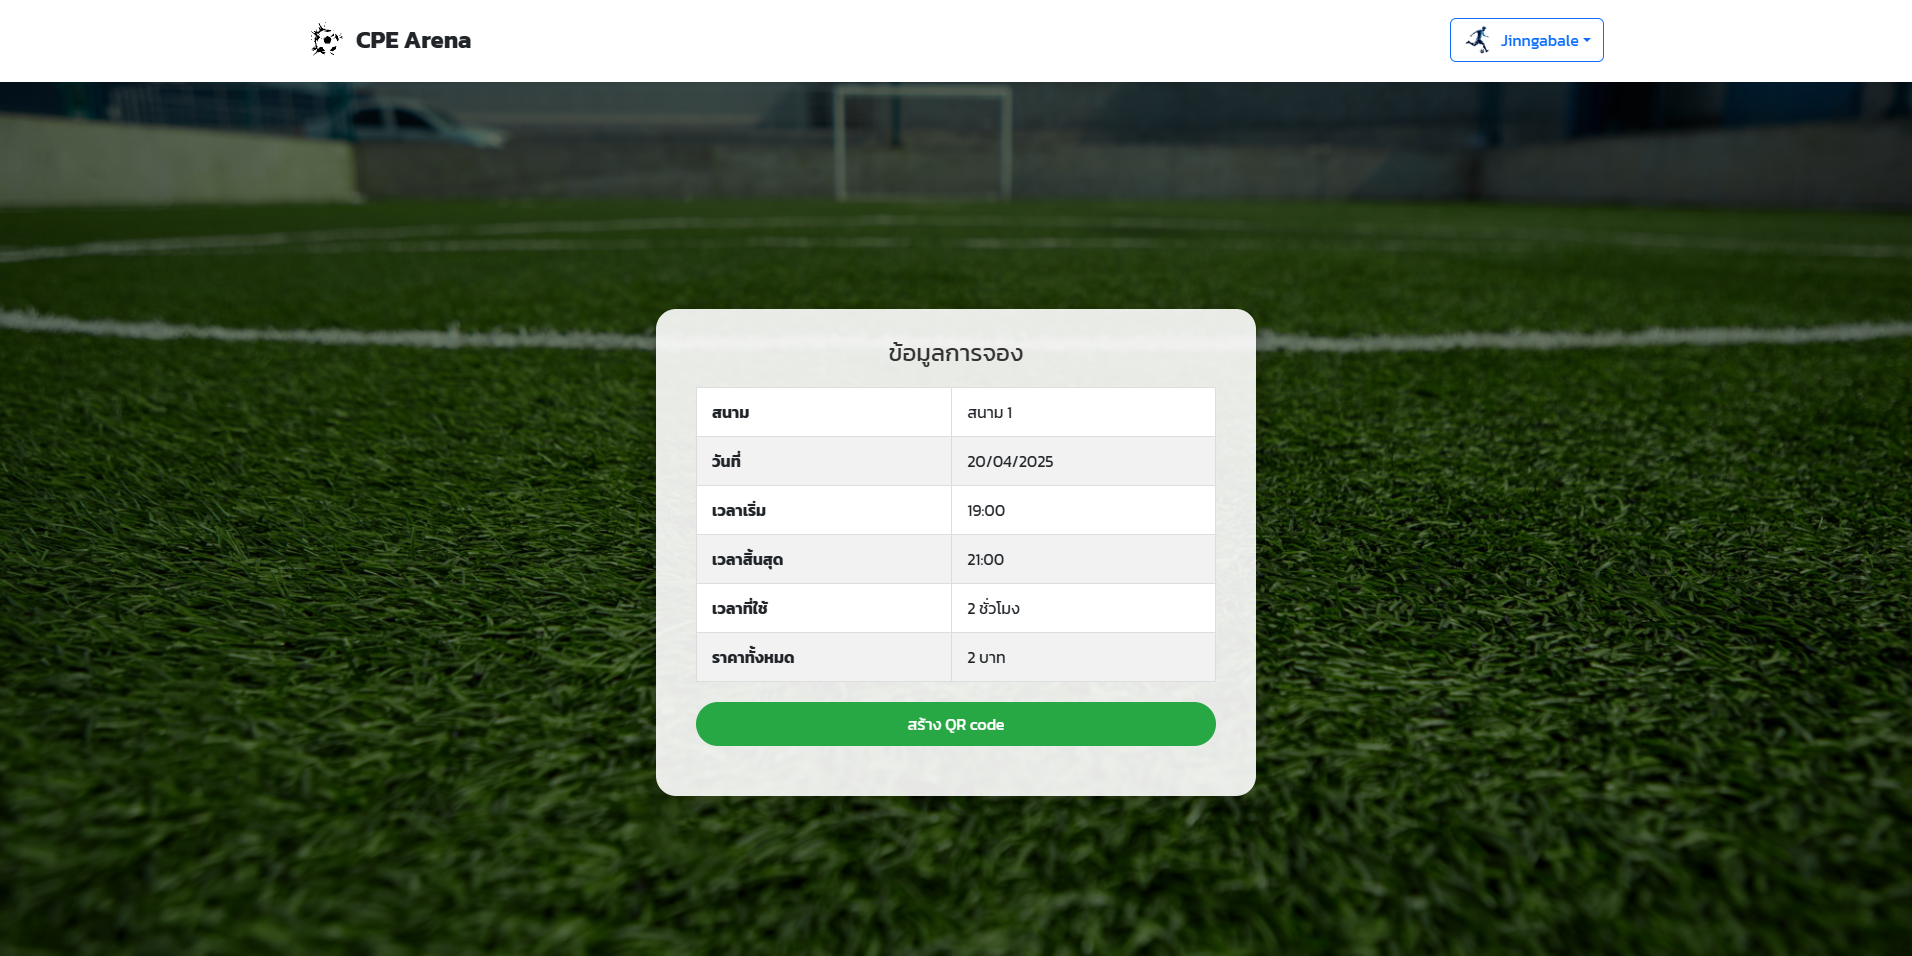 CPE Arena
Jinngabale
ข้อมูลการจอง
สนาม สนาม 1
วันที่ 20/04/2025
เวลาเริ่ม 19:00
เวลาสิ้นสุด 21:00
เวลาที่ใช้ 2 ชั่วโมง
ราคาทั้งหมด 2 บาท
สร้าง QR code